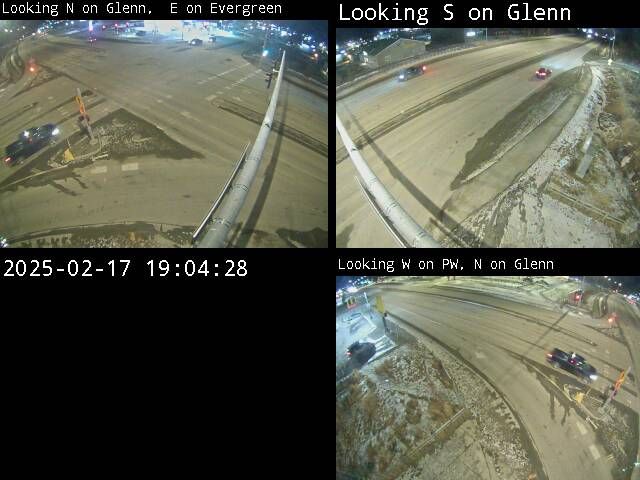 Looking N on Glenn,  E on Evergreen
Looking S on Glenn
2025-02-17 19:04:28
Looking W on PW, N on Glenn